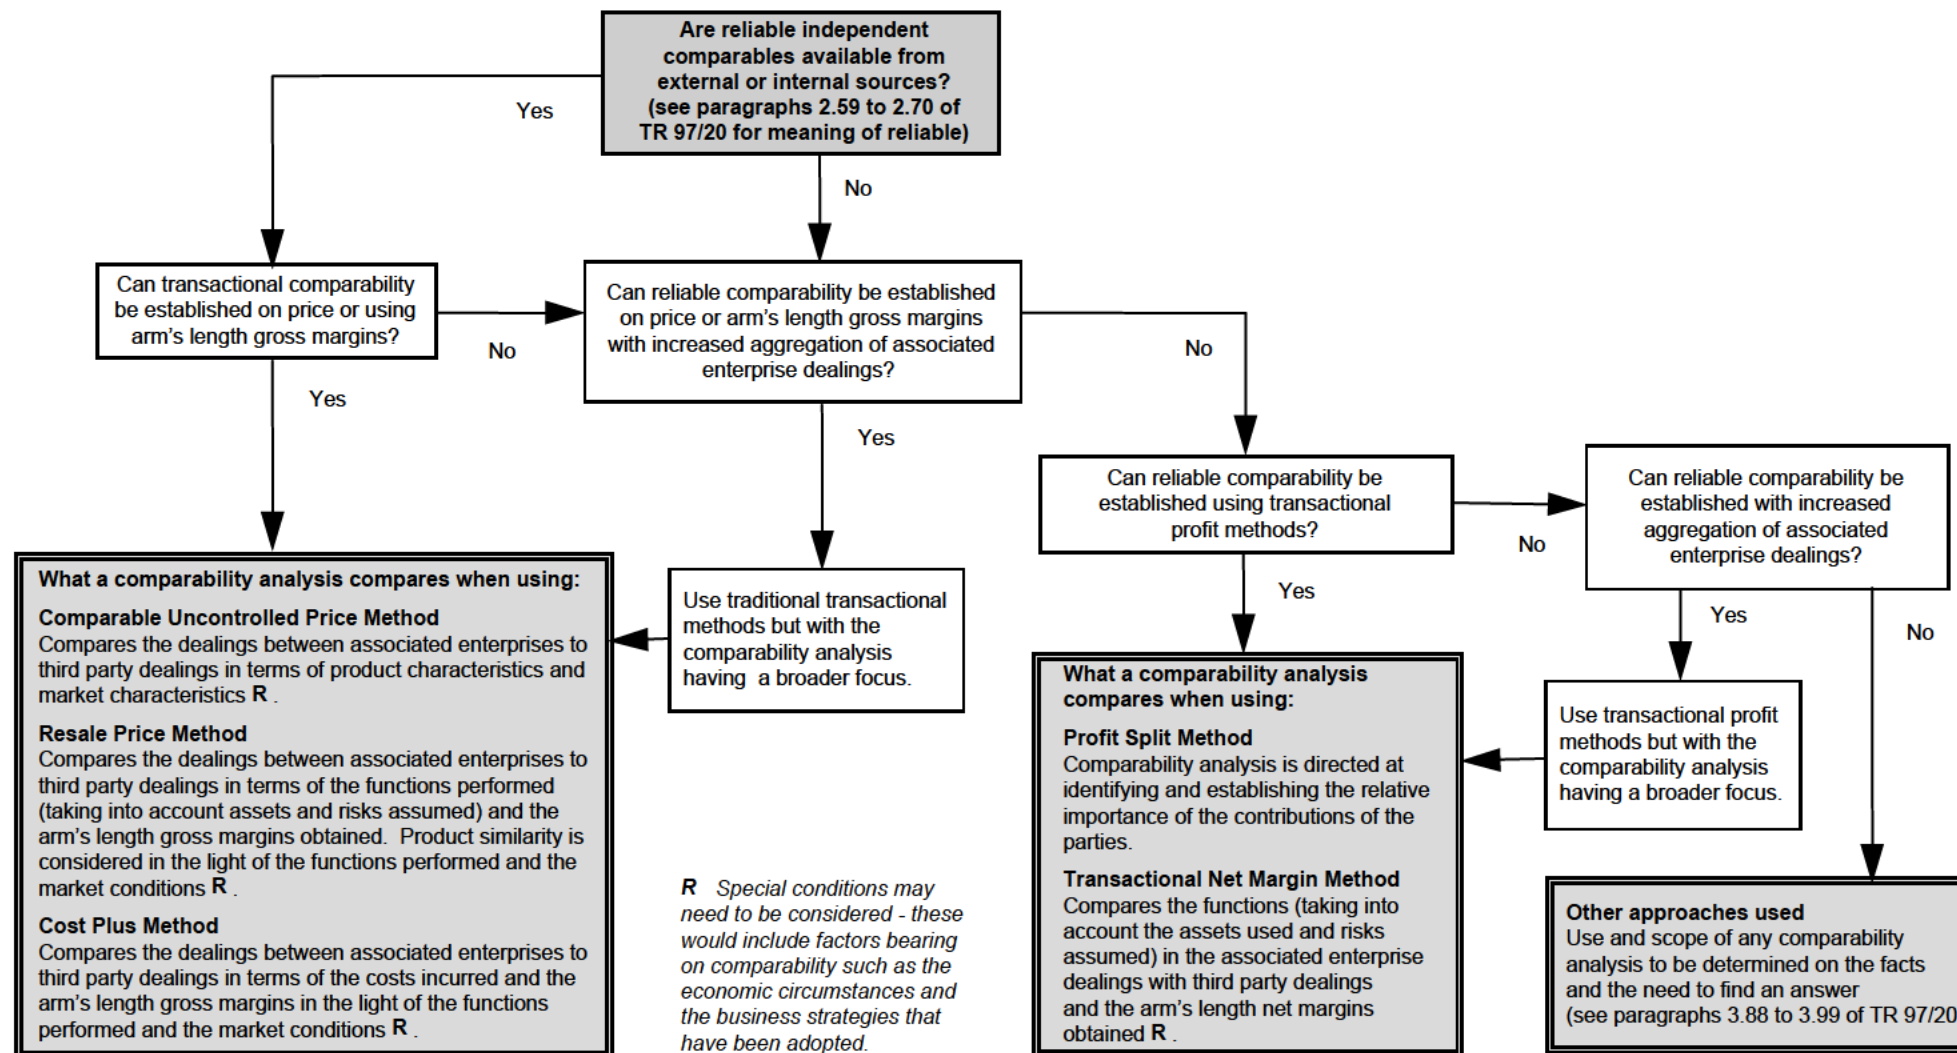 Are reliable independent
comparables available from
external or internal sources?
(see paragraphs 2.59 to 2.70 of
TR 97/20 for meaning of reliable)
Yes
No
Can transactional comparability
be established on price or using
arm's length gross margins?
No
Yes
Can reliable comparability be established
on price or arm's length gross margins
with increased aggregation of associated
enterprise dealings?
No
Yes
Can reliable comparability be
established using transactional
profit methods?
No
Yes
Can reliable comparability be
established with increased
aggregation of associated
enterprise dealings?
Yes
No
What a comparability analysis compares when using:
Comparable Uncontrolled Price Method
Compares the dealings between associated enterprises to
third party dealings in terms of product characteristics and
market characteristics R .
Resale Price Method
Compares the dealings between associated enterprises to
third party dealings in terms of the functions performed
(taking into account assets and risks assumed) and the
arm's length gross margins obtained.  Product similarity is
considered in the light of the functions performed and the
market conditions R .
Cost Plus Method
Compares the dealings between associated enterprises to
third party dealings in terms of the costs incurred and the
arm's length gross margins in the light of the functions
performed and the market conditions R .
Use traditional transactional
methods but with the
comparability analysis
having  a broader focus.
R  Special conditions may
need to be considered - these
would include factors bearing
on comparability such as the
economic circumstances and
the business strategies that
have been adopted.
What a comparability analysis
compares when using:
Profit Split Method
Comparability analysis is directed at
identifying and establishing the relative
importance of the contributions of the
parties.
Transactional Net Margin Method
Compares the functions (taking into
account the assets used and risks
assumed) in the associated enterprise
dealings with third party dealings
and the arm's length net margins
obtained R .
Use transactional profit
methods but with the
comparability analysis
having a broader focus.
Other approaches used
Use and scope of any comparability
analysis to be determined on the facts
and the need to find an answer
(see paragraphs 3.88 to 3.99 of TR 97/20